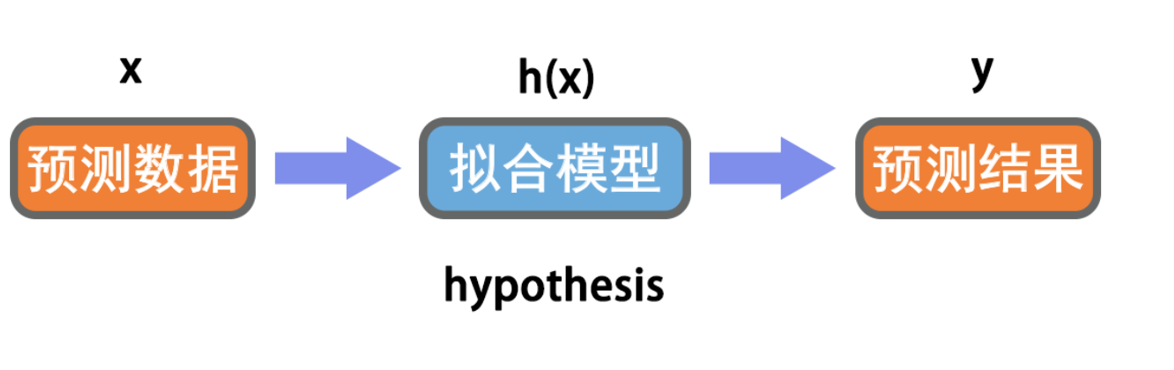 x
h(x)
y
预测数据
拟合模型
预测结果
hypothesis